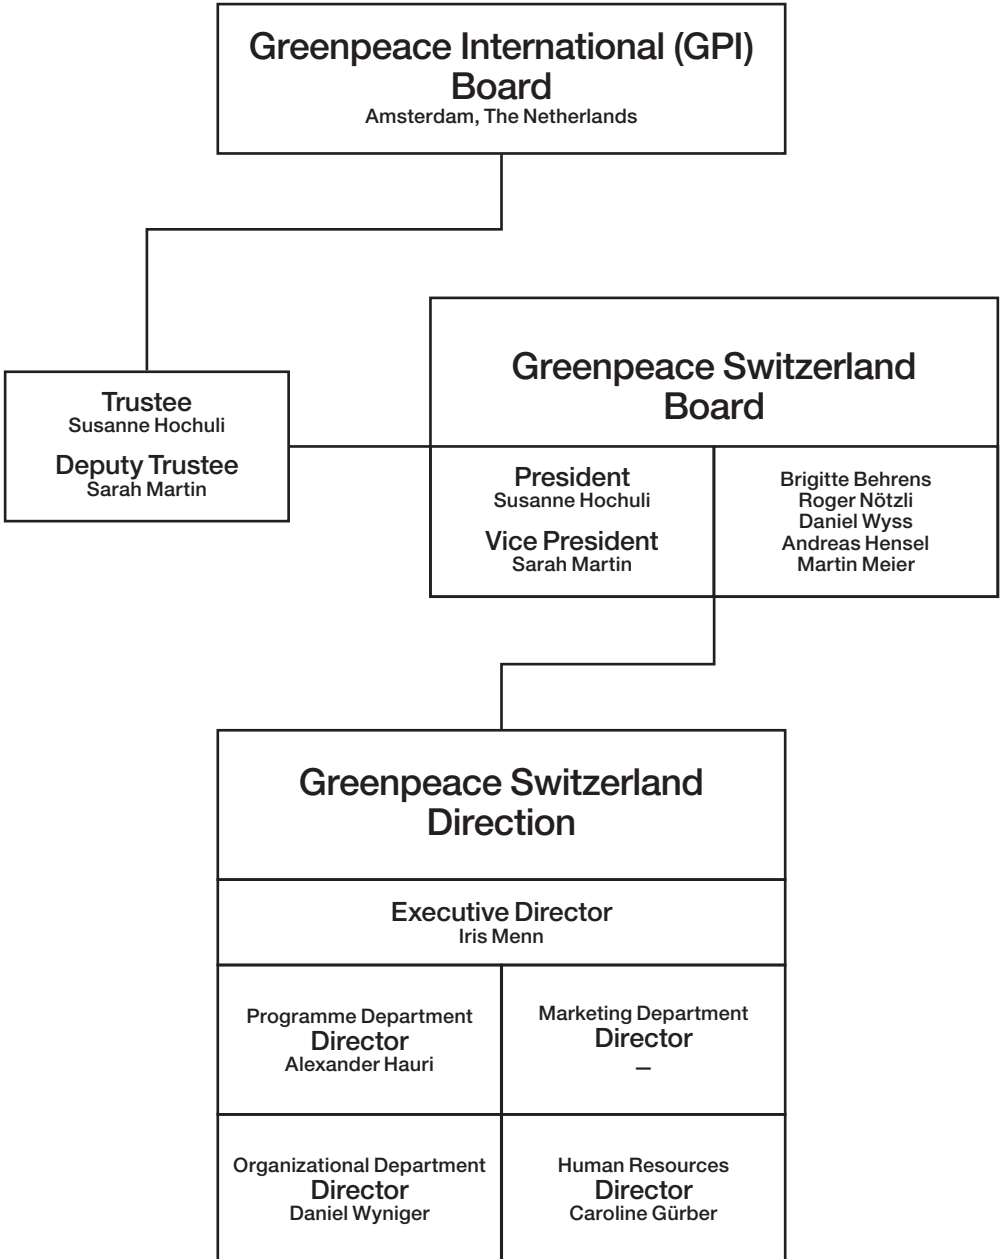 Greenpeace International (GPI)
Board
Amsterdam, The Netherlands
Greenpeace Switzerland
Board
Trustee
Susanne Hochuli
Deputy Trustee
Sarah Martin
President
Susanne Hochuli
Vice President
Sarah Martin
Brigitte Behrens
Roger Nötzli
Daniel Wyss
Andreas Hensel
Martin Meier
Greenpeace Switzerland
Direction
Executive Director
Iris Menn
Programme Department
Director
Alexander Hauri
Marketing Department
Director
–
Organizational Department
Director
Daniel Wyniger
Human Resources
Director
Caroline Gürber